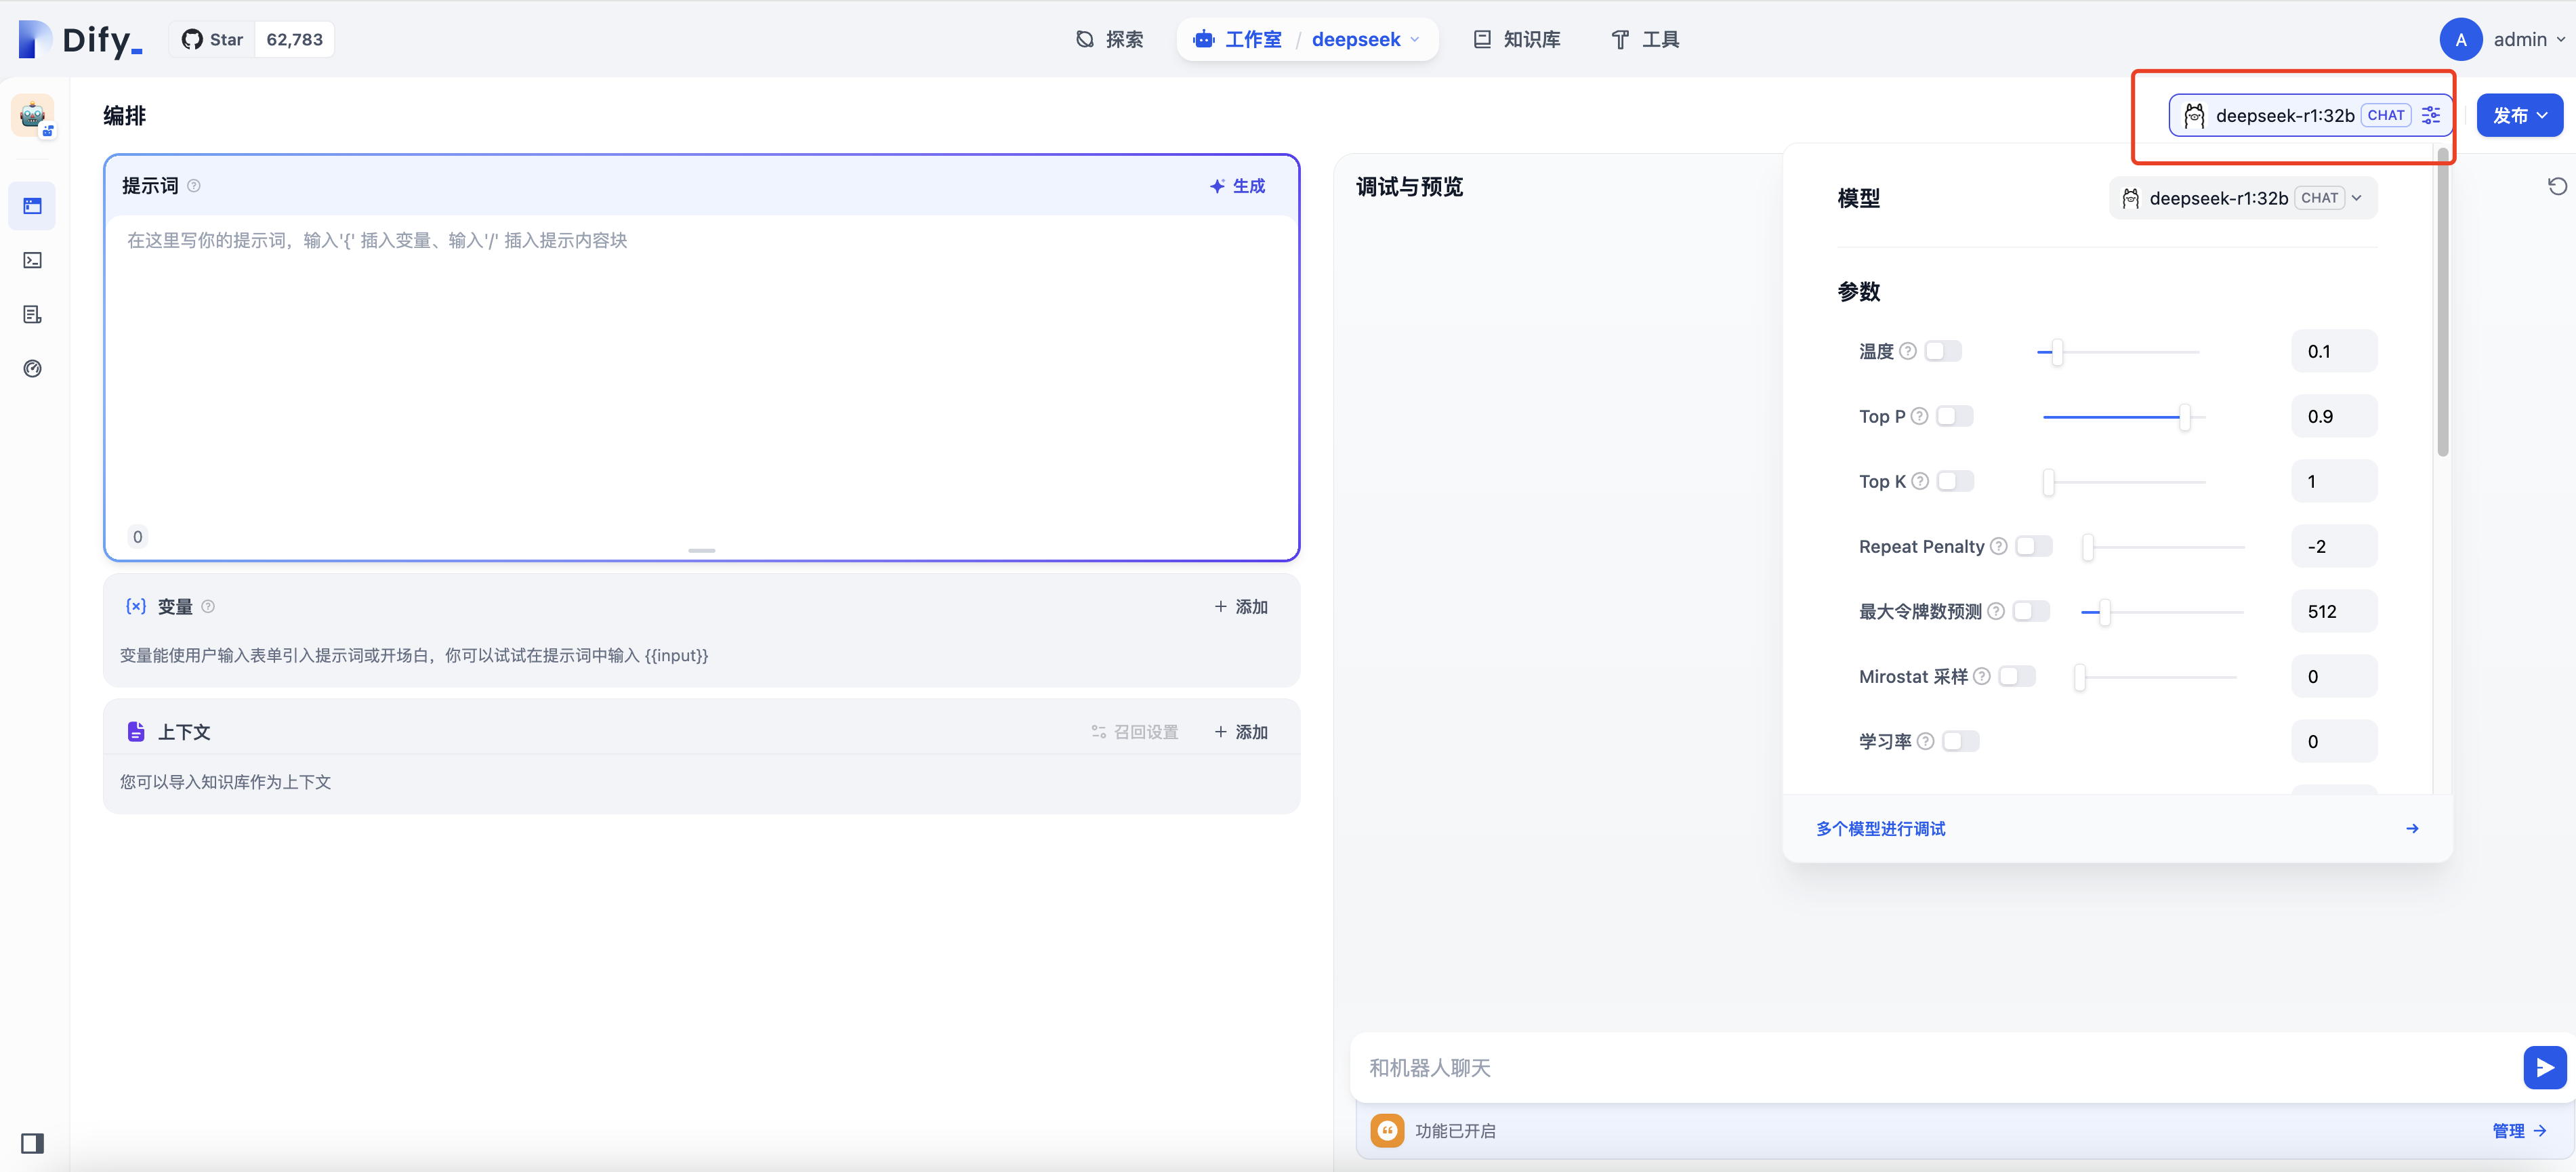 Dify_
Star 62,783
探索
工作室 / deepseek
知识库
工具
A admin
编排
deepseek-r1:32b CHAT
发布
提示词
生成
在这里写你的提示词，输入'{' 插入变量、输入'/' 插入提示内容块
0
{x} 变量
+ 添加
变量能使用户输入表单引入提示词或开场白，你可以试试在提示词中输入 {{input}}
上下文
召回设置
+ 添加
您可以导入知识库作为上下文
调试与预览
模型
deepseek-r1:32b CHAT
参数
温度 0.1
Top P 0.9
Top K 1
Repeat Penalty -2
最大令牌数预测 512
Mirostat 采样 0
学习率 0
多个模型进行调试
和机器人聊天
功能已开启
管理